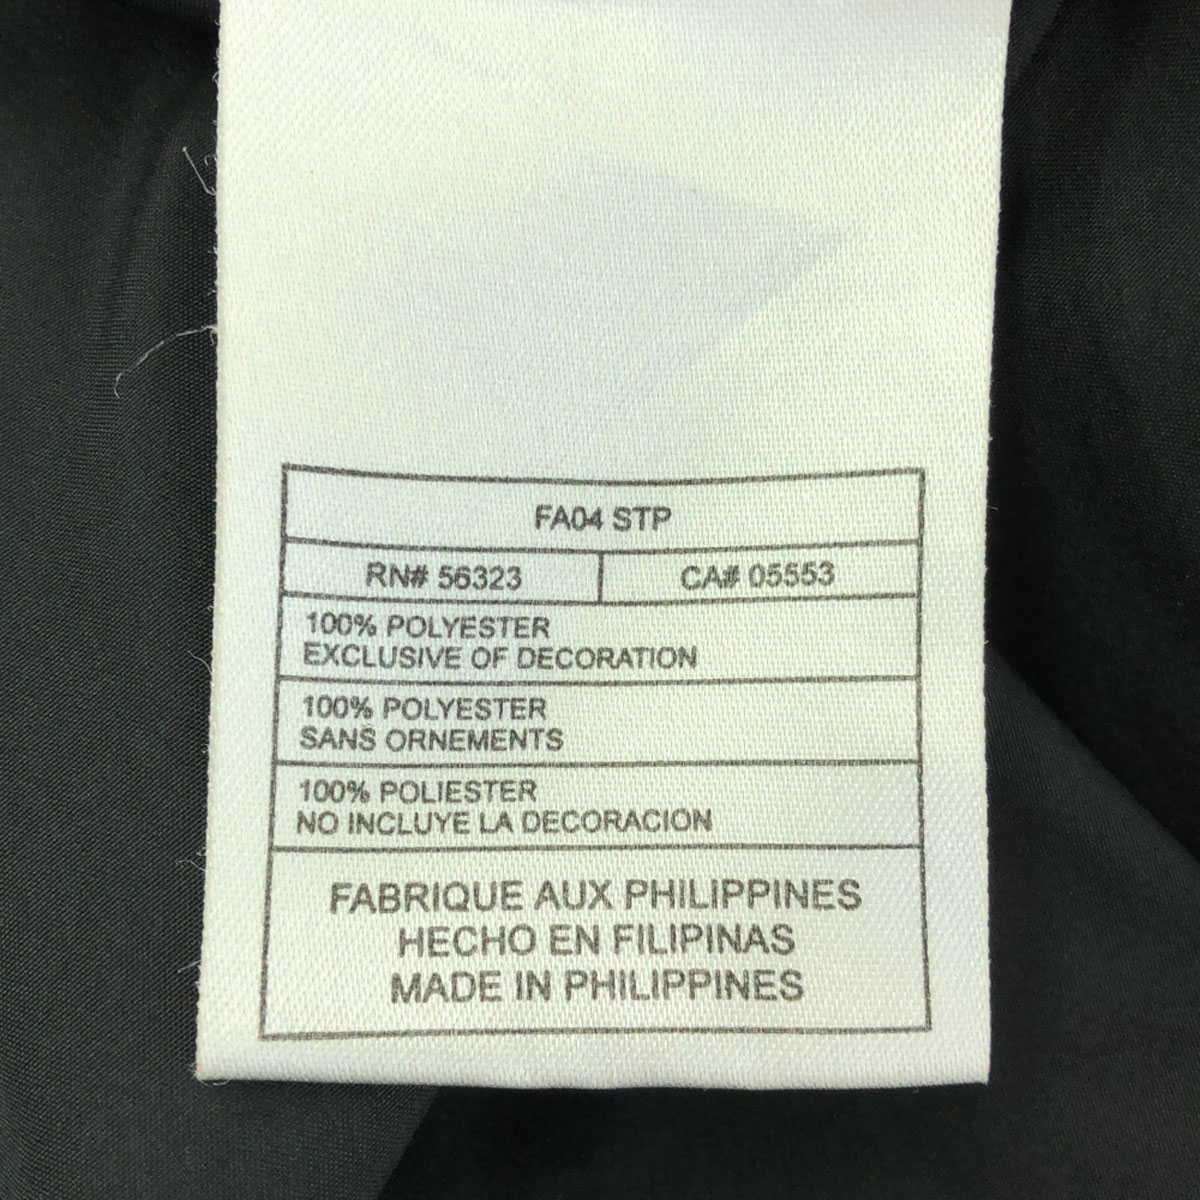 FA04 STP
RN# 56323
CA# 05553
100% POLYESTER
EXCLUSIVE OF DECORATION
100% POLYESTER
SANS ORNEMENTS
100% POLIESTER
NO INCLUYE LA DECORACION
FABRIQUE AUX PHILIPPINES
HECHO EN FILIPINAS
MADE IN PHILIPPINES